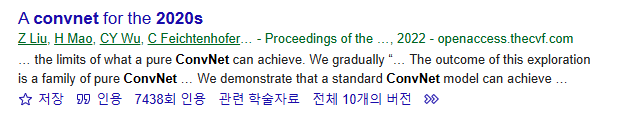 A convnet for the 2020s
Z Liu, H Mao, CY Wu, C Feichtenhofer… - Proceedings of the …, 2022 - openaccess.thecvf.com
… the limits of what a pure ConvNet can achieve. We gradually “… The outcome of this exploration
is a family of pure ConvNet … We demonstrate that a standard ConvNet model can achieve …
저장 인용 7438회 인용 관련 학술자료 전체 10개의 버전